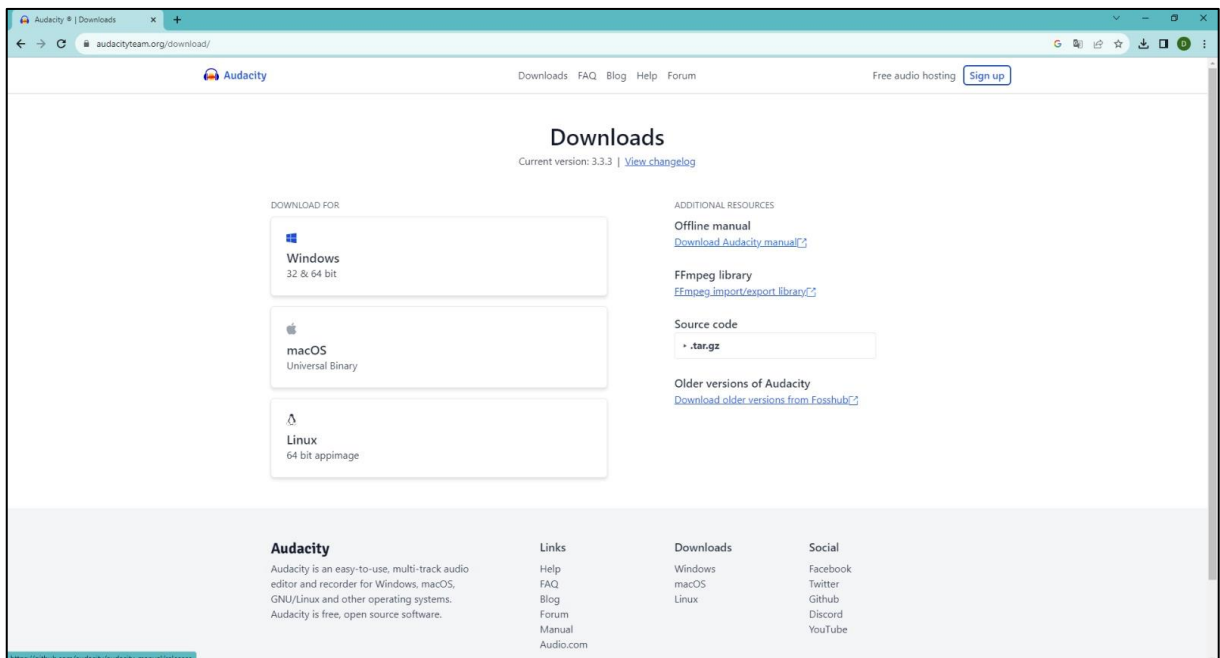 Audacity ® | Downloads
audacityteam.org/download/
G
D
Audacity
Downloads FAQ Blog Help Forum
Free audio hosting Sign up
Downloads
Current version: 3.3.3 | View changelog
DOWNLOAD FOR
Windows
32 & 64 bit
macOS
Universal Binary
Linux
64 bit appimage
ADDITIONAL RESOURCES
Offline manual
Download Audacity manual
FFmpeg library
FFmpeg import/export library
Source code
.tar.gz
Older versions of Audacity
Download older versions from Fosshub
Audacity
Audacity is an easy-to-use, multi-track audio
editor and recorder for Windows, macOS,
GNU/Linux and other operating systems.
Audacity is free, open source software.
Links
Help
FAQ
Blog
Forum
Manual
Audio.com
Downloads
Windows
macOS
Linux
Social
Facebook
Twitter
Github
Discord
YouTube